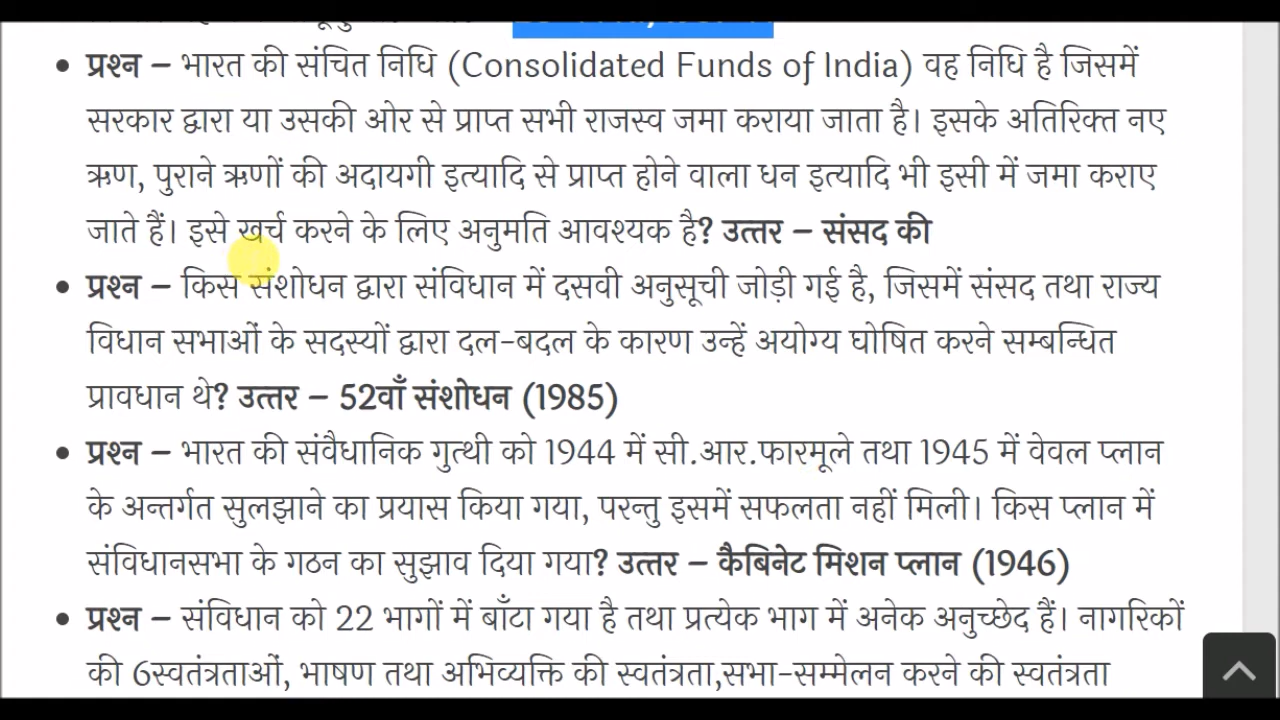 प्रश्न – भारत की संचित निधि (Consolidated Funds of India) वह निधि है जिसमें
सरकार द्वारा या उसकी ओर से प्राप्त सभी राजस्व जमा कराया जाता है। इसके अतिरिक्त नए
ऋण, पुराने ऋणों की अदायगी इत्यादि से प्राप्त होने वाला धन इत्यादि भी इसी में जमा कराए
जाते हैं। इसे खर्च करने के लिए अनुमति आवश्यक है? उत्तर – संसद की
प्रश्न – किस संशोधन द्वारा संविधान में दसवी अनुसूची जोड़ी गई है, जिसमें संसद तथा राज्य
विधान सभाओं के सदस्यों द्वारा दल-बदल के कारण उन्हें अयोग्य घोषित करने सम्बन्धित
प्रावधान थे? उत्तर – 52वाँ संशोधन (1985)
प्रश्न – भारत की संवैधानिक गुत्थी को 1944 में सी.आर.फारमूले तथा 1945 में वेवल प्लान
के अन्तर्गत सुलझाने का प्रयास किया गया, परन्तु इसमें सफलता नहीं मिली। किस प्लान में
संविधानसभा के गठन का सुझाव दिया गया? उत्तर – कैबिनेट मिशन प्लान (1946)
प्रश्न – संविधान को 22 भागों में बाँटा गया है तथा प्रत्येक भाग में अनेक अनुच्छेद हैं। नागरिकों
की 6स्वतंत्रताओं, भाषण तथा अभिव्यक्ति की स्वतंत्रता,सभा-सम्मेलन करने की स्वतंत्रता